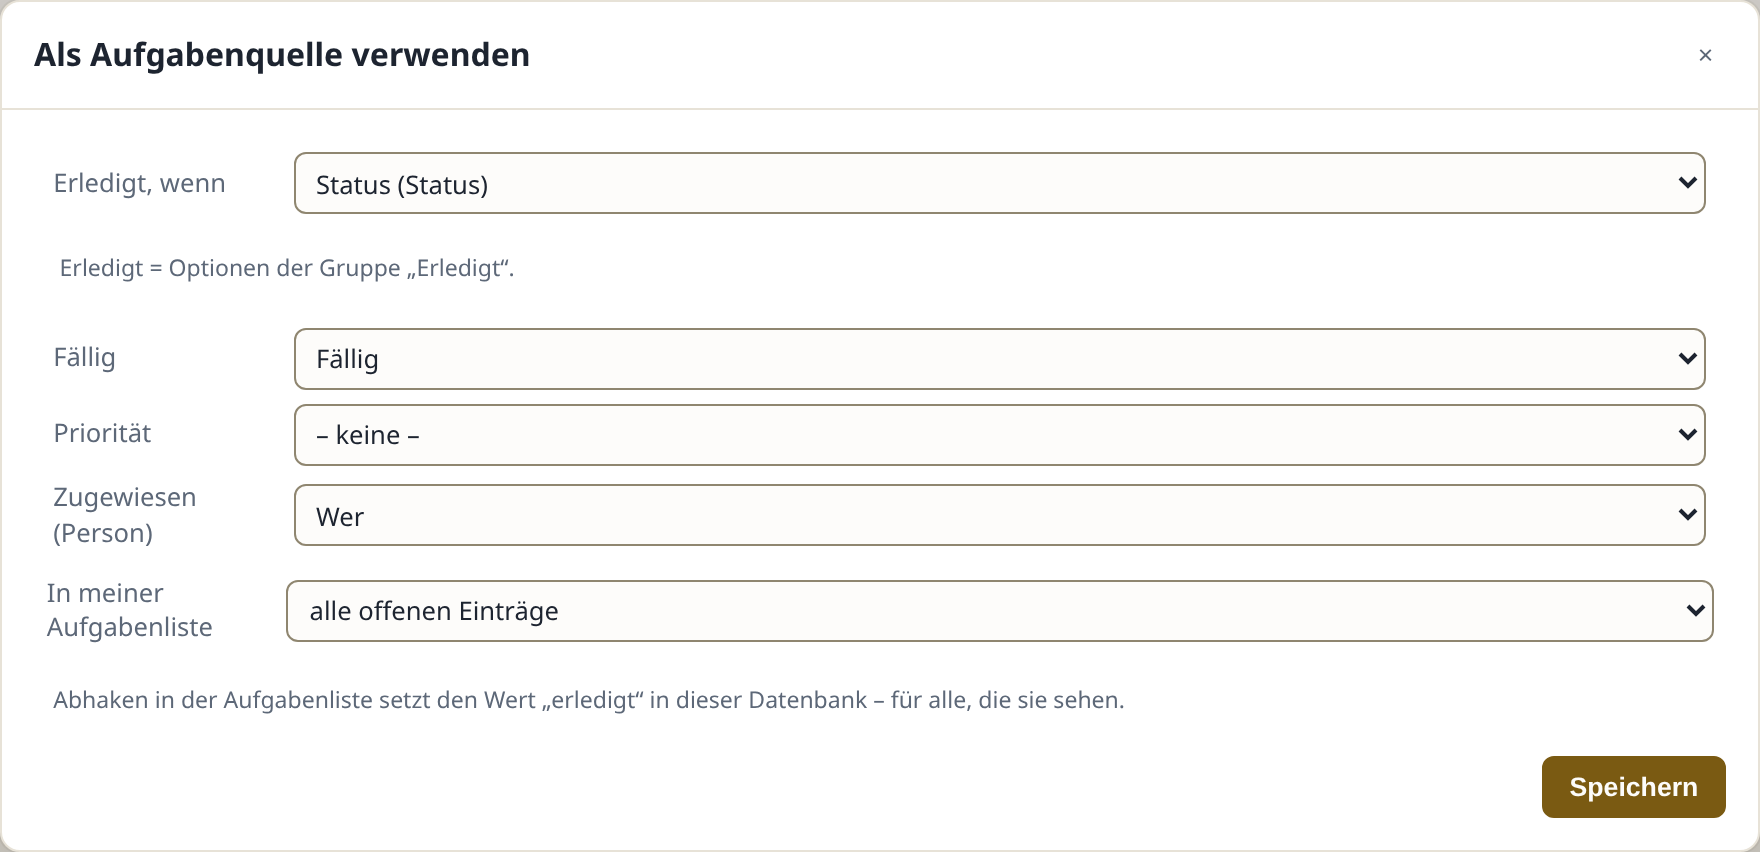 Als Aufgabenquelle verwenden
×
Erledigt, wenn
Status (Status)
Erledigt = Optionen der Gruppe „Erledigt“.
Fällig
Fällig
Priorität
– keine –
Zugewiesen
(Person)
Wer
In meiner
Aufgabenliste
alle offenen Einträge
Abhaken in der Aufgabenliste setzt den Wert „erledigt“ in dieser Datenbank – für alle, die sie sehen.
Speichern